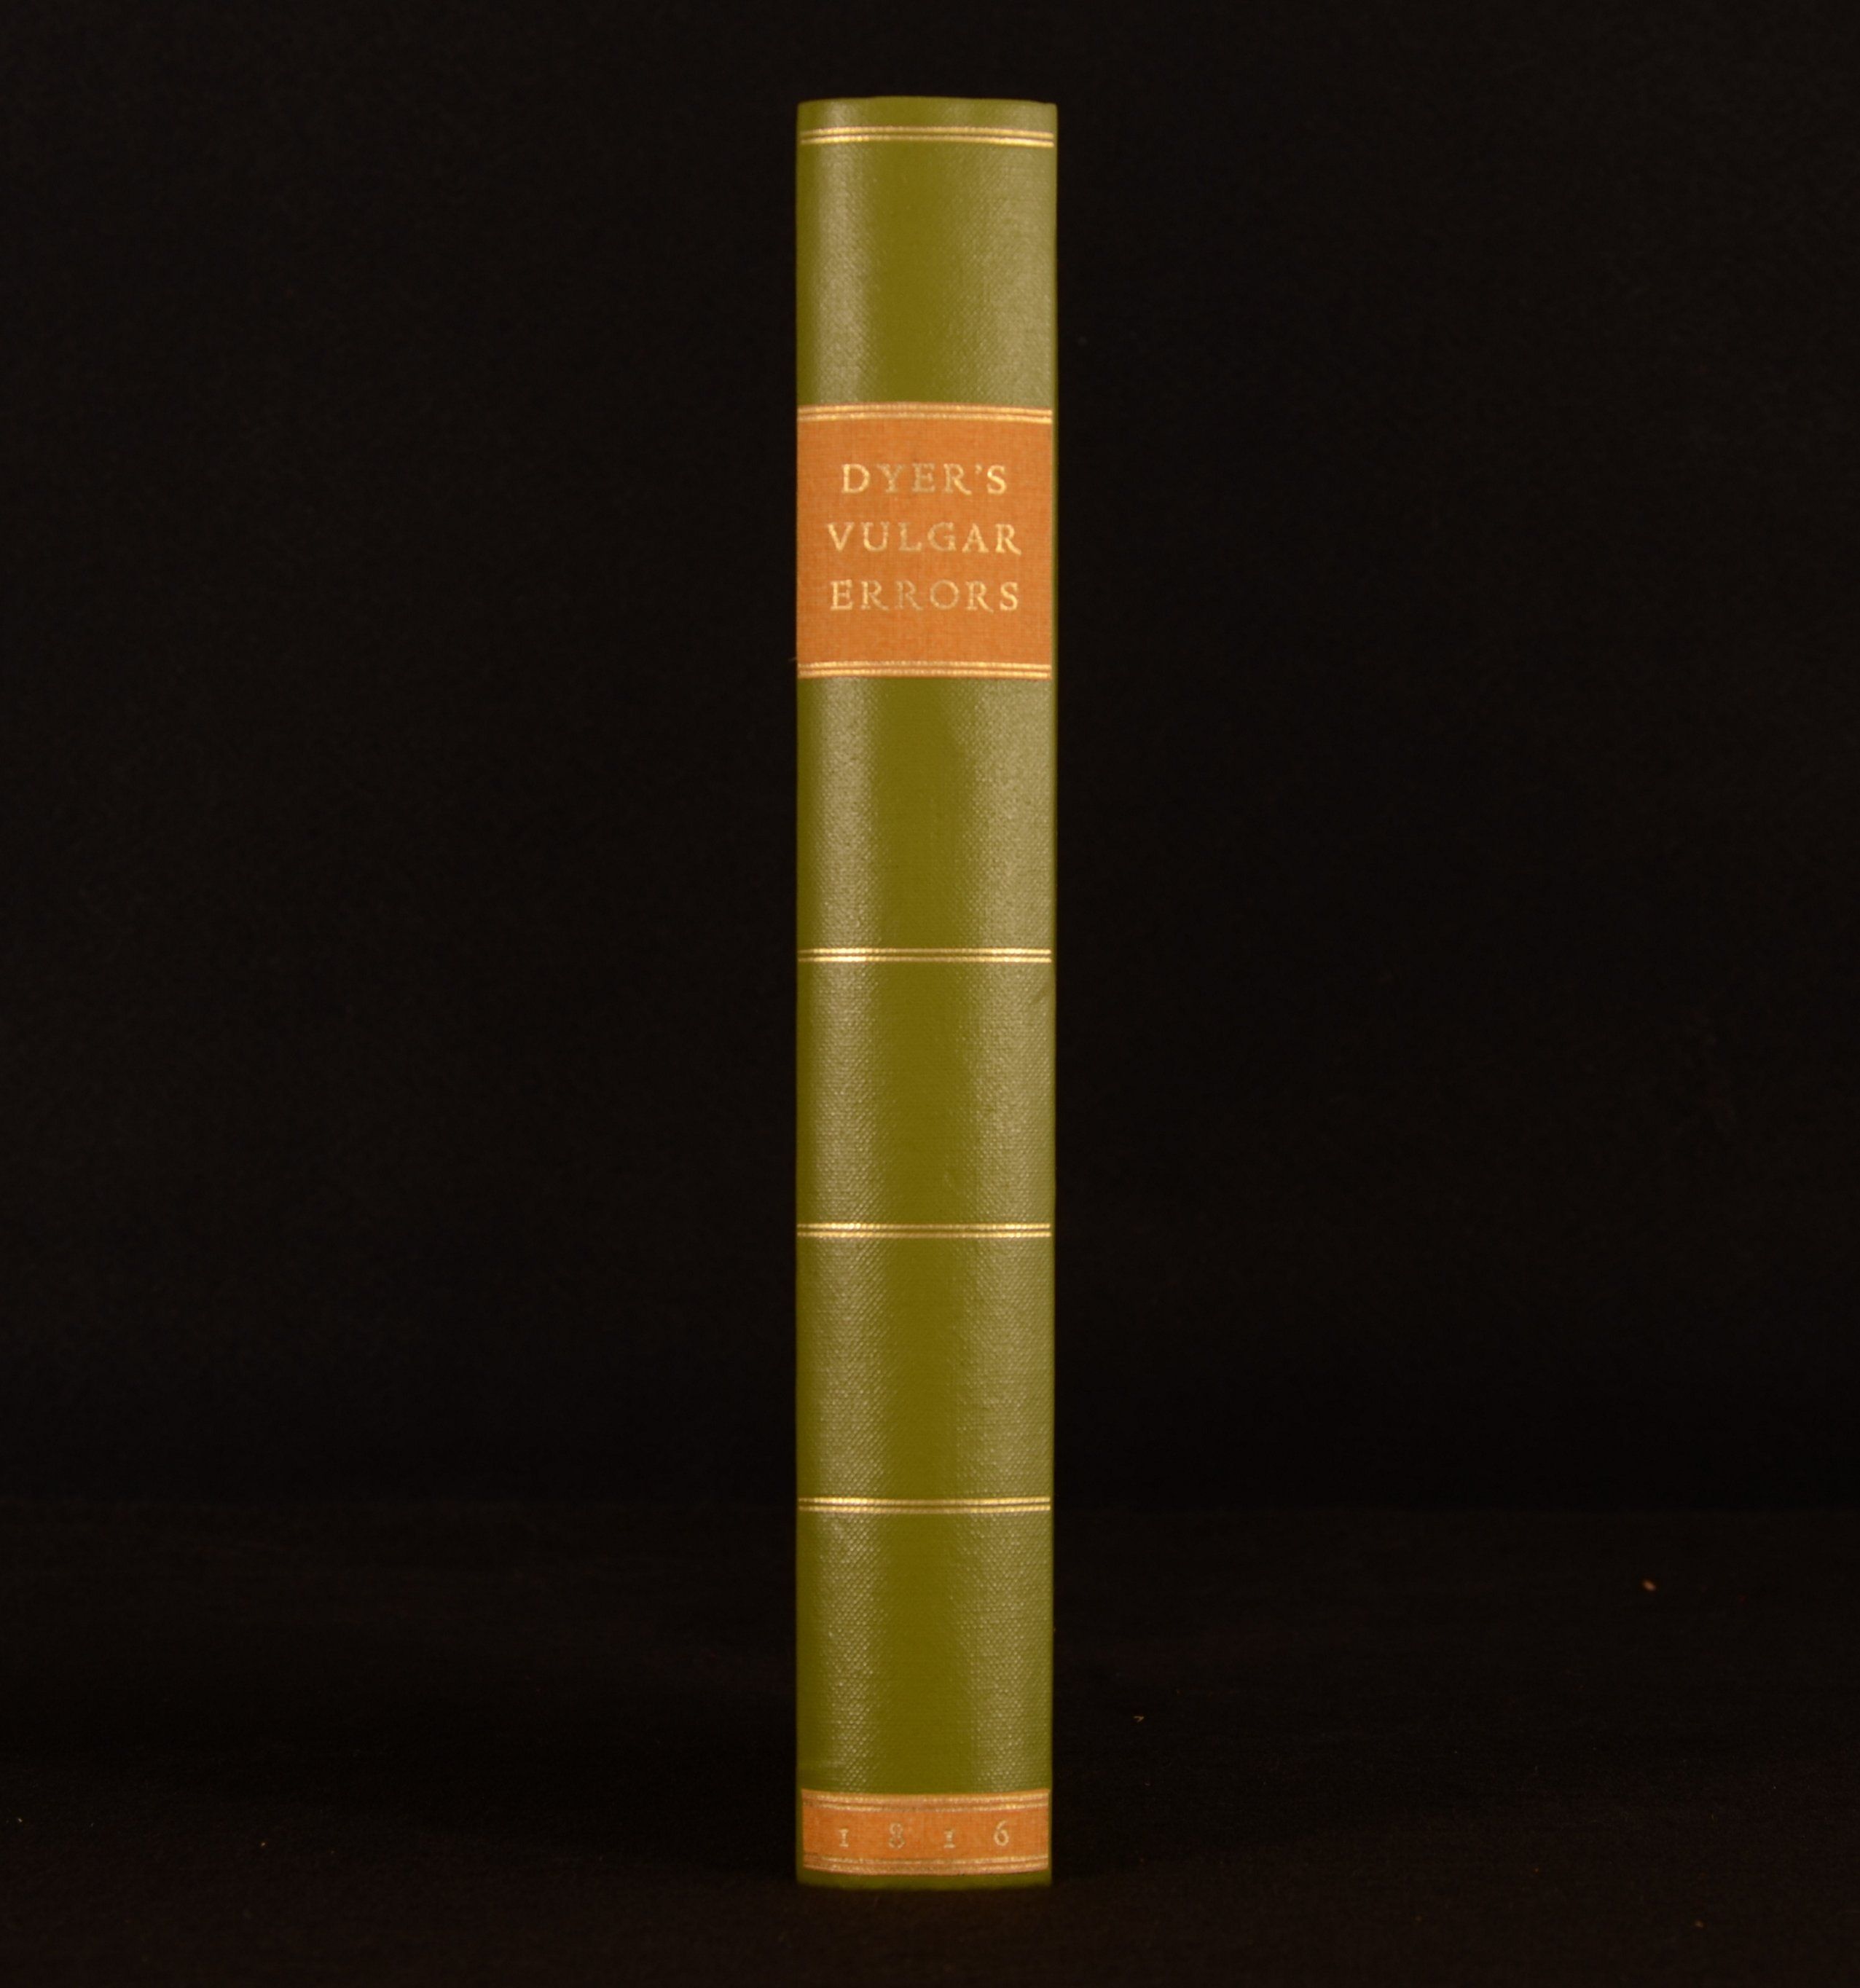 DYER'S
VULGAR
ERRORS
1816